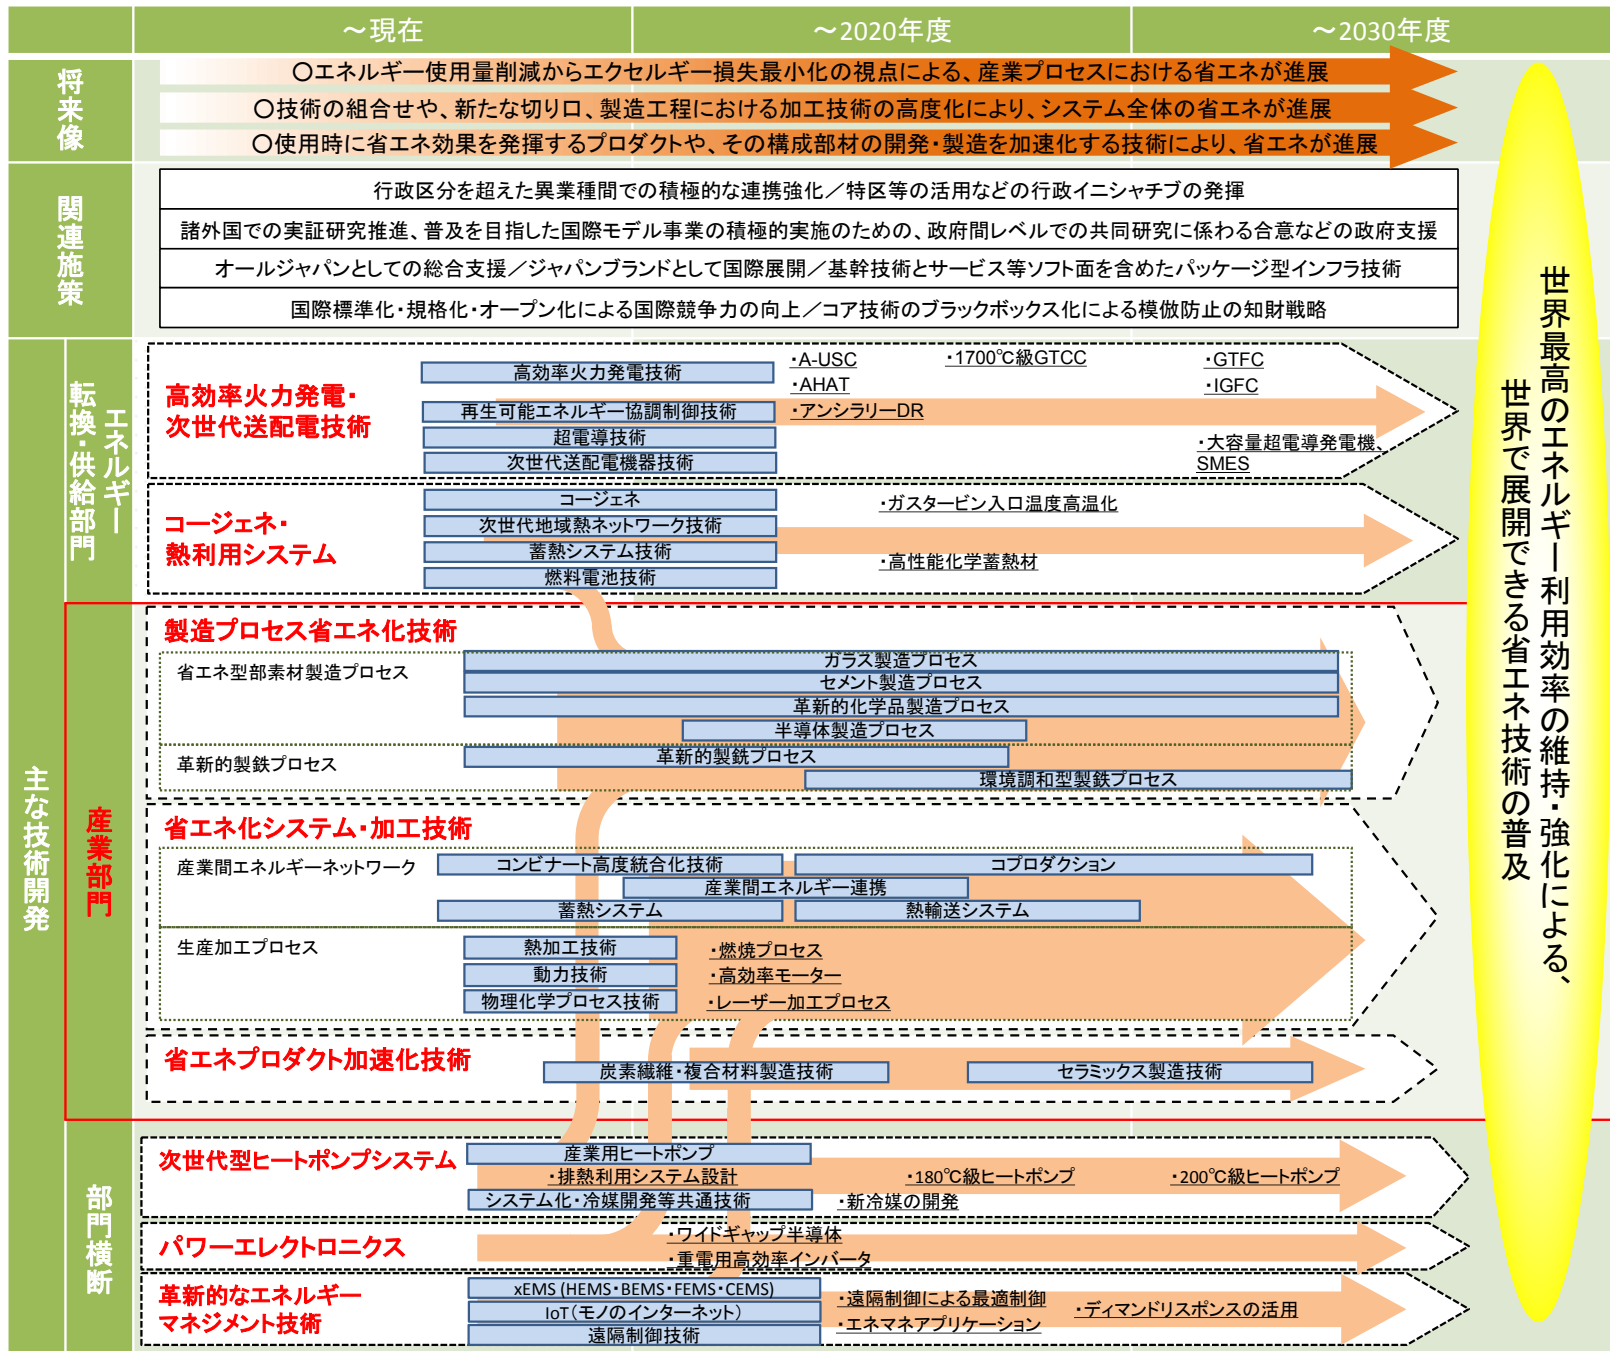 ～現在
～2020年度
～2030年度
将来像
〇エネルギー使用量削減からエクセルギー損失最小化の視点による、産業プロセスにおける省エネが進展
〇技術の組合せや、新たな切り口、製造工程における加工技術の高度化により、システム全体の省エネが進展
〇使用時に省エネ効果を発揮するプロダクトや、その構成部材の開発・製造を加速化する技術により、省エネが進展
関連施策
行政区分を超えた異業種間での積極的な連携強化／特区等の活用などの行政イニシャチブの発揮
諸外国での実証研究推進、普及を目指した国際モデル事業の積極的実施のための、政府間レベルでの共同研究に係わる合意などの政府支援
オールジャパンとしての総合支援／ジャパンブランドとして国際展開／基幹技術とサービス等ソフト面を含めたパッケージ型インフラ技術
国際標準化・規格化・オープン化による国際競争力の向上／コア技術のブラックボックス化による模倣防止の知財戦略
主な技術開発
エネルギー
転換・供給部門
高効率火力発電・
次世代送配電技術
高効率火力発電技術
再生可能エネルギー協調制御技術
超電導技術
次世代送配電機器技術
・A-USC
・AHAT
・アンシラリーDR
・1700℃級GTCC
・GTFC
・IGFC
・大容量超電導発電機、
SMES
コージェネ・
熱利用システム
コージェネ
次世代地域熱ネットワーク技術
蓄熱システム技術
燃料電池技術
・ガスタービン入口温度高温化
・高性能化学蓄熱材
産業部門
製造プロセス省エネ化技術
省エネ型部素材製造プロセス
ガラス製造プロセス
セメント製造プロセス
革新的化学品製造プロセス
半導体製造プロセス
革新的製鉄プロセス
革新的製銑プロセス
環境調和型製鉄プロセス
省エネ化システム・加工技術
産業間エネルギーネットワーク
コンビナート高度統合化技術
コプロダクション
産業間エネルギー連携
蓄熱システム
熱輸送システム
生産加工プロセス
熱加工技術
動力技術
物理化学プロセス技術
・燃焼プロセス
・高効率モーター
・レーザー加工プロセス
省エネプロダクト加速化技術
炭素繊維・複合材料製造技術
セラミックス製造技術
部門横断
次世代型ヒートポンプシステム
産業用ヒートポンプ
・排熱利用システム設計
・180℃級ヒートポンプ
・200℃級ヒートポンプ
システム化・冷媒開発等共通技術
・新冷媒の開発
パワーエレクトロニクス
・ワイドギャップ半導体
・重電用高効率インバータ
革新的なエネルギー
マネジメント技術
xEMS (HEMS・BEMS・FEMS・CEMS)
IoT（モノのインターネット）
遠隔制御技術
・遠隔制御による最適制御
・エネマネアプリケーション
・ディマンドリスポンスの活用
世界最高のエネルギー利用効率の維持・強化による、
世界で展開できる省エネ技術の普及